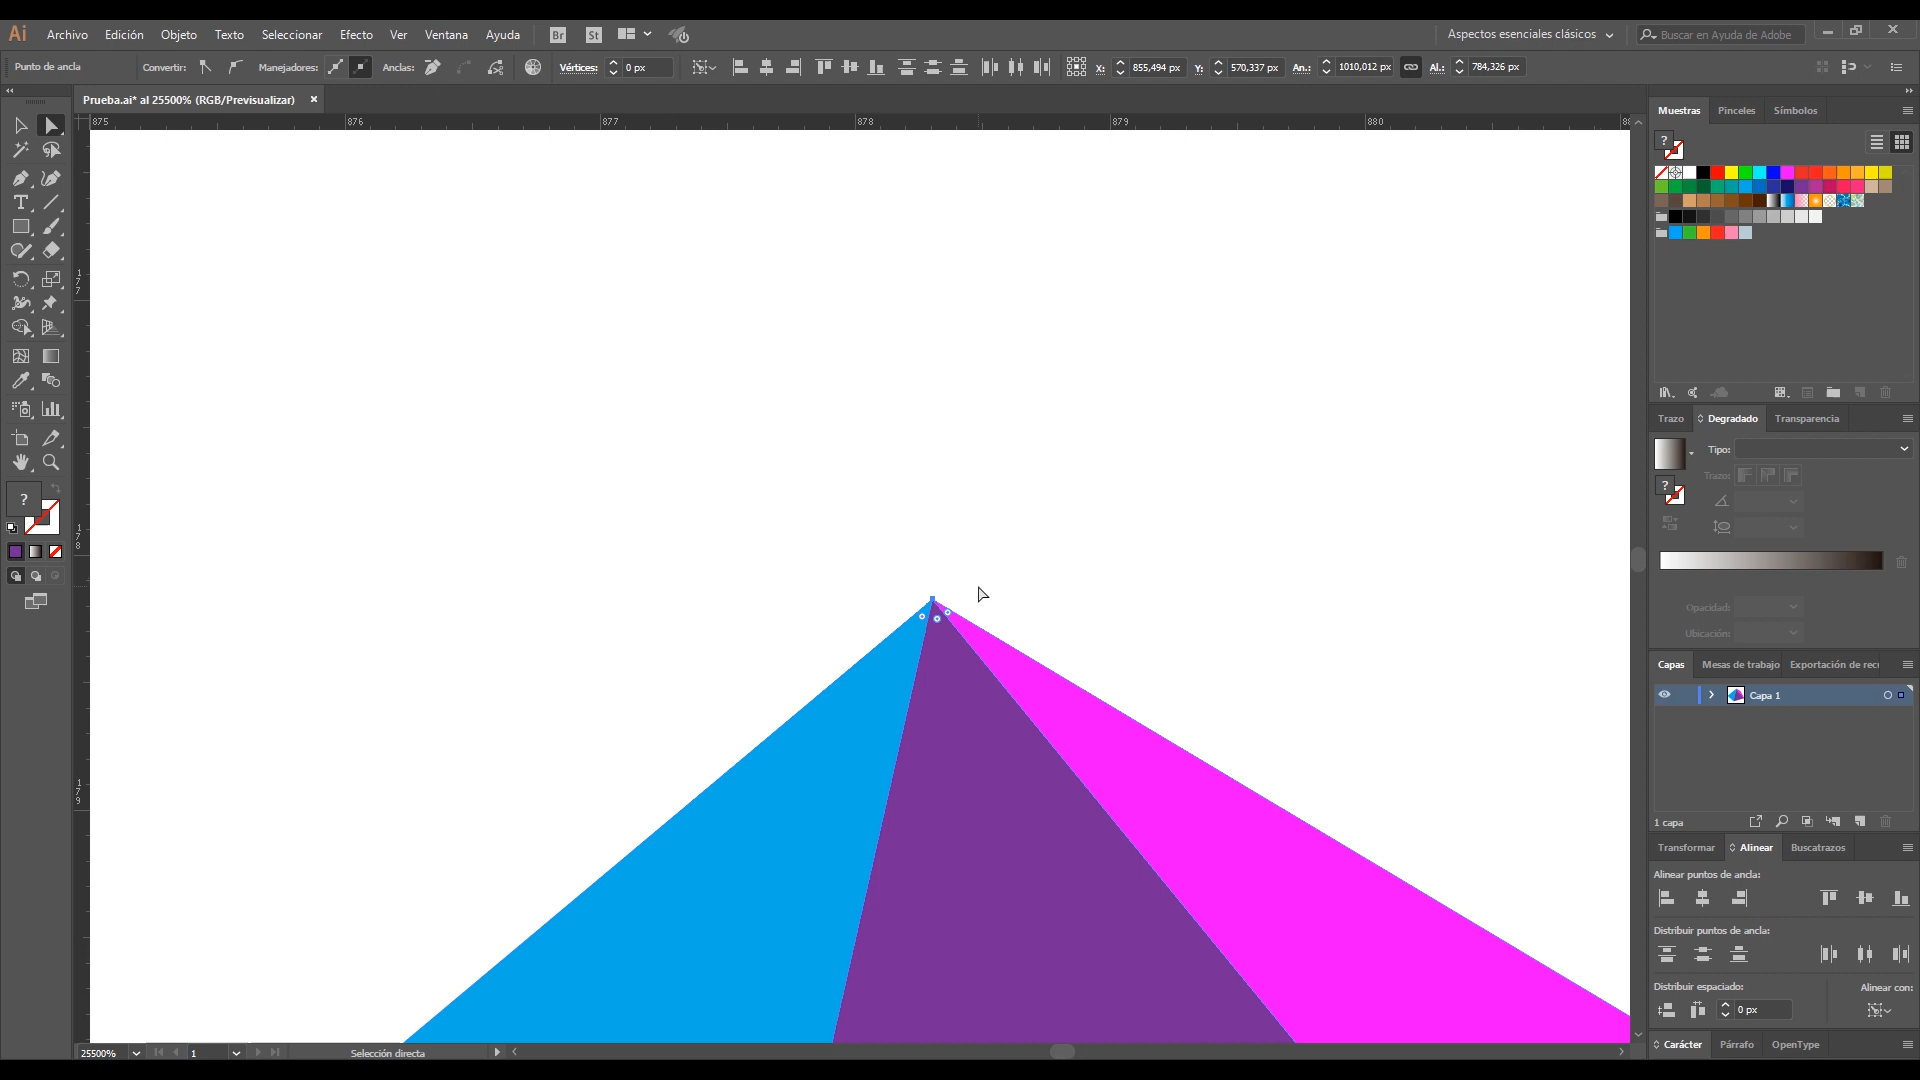 Ai Archivo Edición Objeto Texto Seleccionar Efecto Ver Ventana Ayuda Br St Aspectos esenciales clásicos Buscar en Ayuda de Adobe
Punto de ancla Convertir: Manejadores: Anclas: Vértices: 0 px X: 855,494 px Y: 570,337 px An.: 1010,012 px Al.: 784,326 px
Prueba.ai* al 25500% (RGB/Previsualizar) ×
875 876 877 878 879 880
177
178
179
?
Muestras Pinceles Símbolos
?
Trazo Degradado Transparencia
Tipo:
Trazo:
?
Opacidad:
Ubicación:
Capas Mesas de trabajo Exportación de recu
Capa 1
1 capa
Transformar Alinear Buscatrazos
Alinear puntos de ancla:
Distribuir puntos de ancla:
Distribuir espaciado: Alinear con:
0 px
Carácter Párrafo OpenType
25500% 1 Selección directa